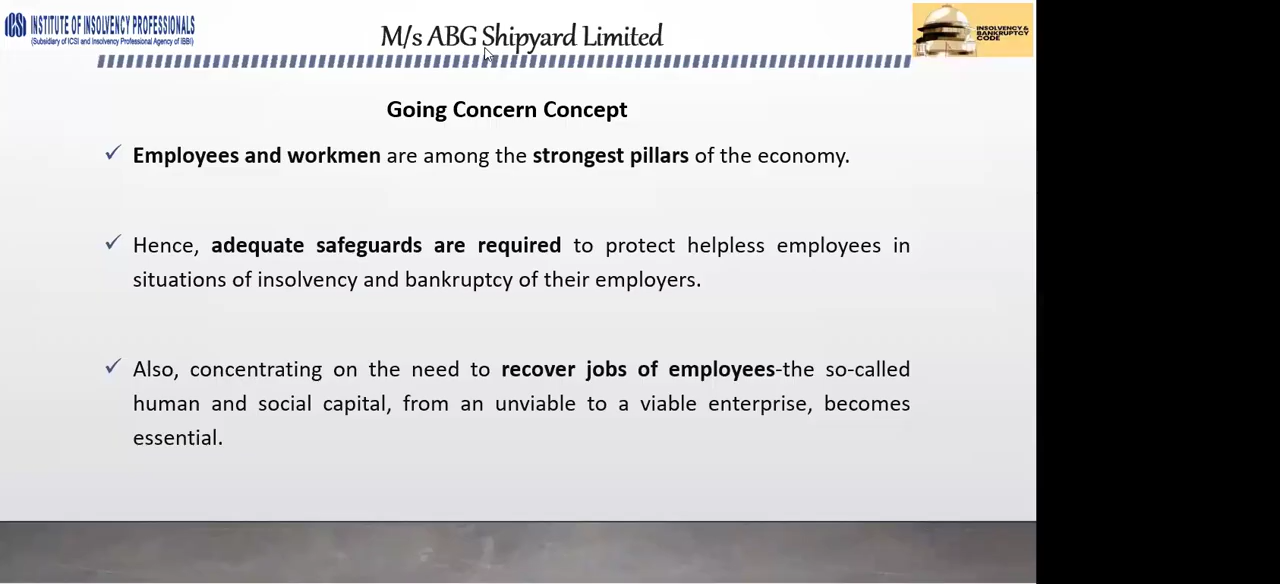 ICSI INSTITUTE OF INSOLVENCY PROFESSIONALS
(Subsidiary of ICSI and Insolvency Professional Agency of IBBI)
M/s ABG Shipyard Limited
INSOLVENCY &
BANKRUPTCY
CODE
Going Concern Concept
✓ Employees and workmen are among the strongest pillars of the economy.
✓ Hence, adequate safeguards are required to protect helpless employees in
situations of insolvency and bankruptcy of their employers.
✓ Also, concentrating on the need to recover jobs of employees-the so-called
human and social capital, from an unviable to a viable enterprise, becomes
essential.